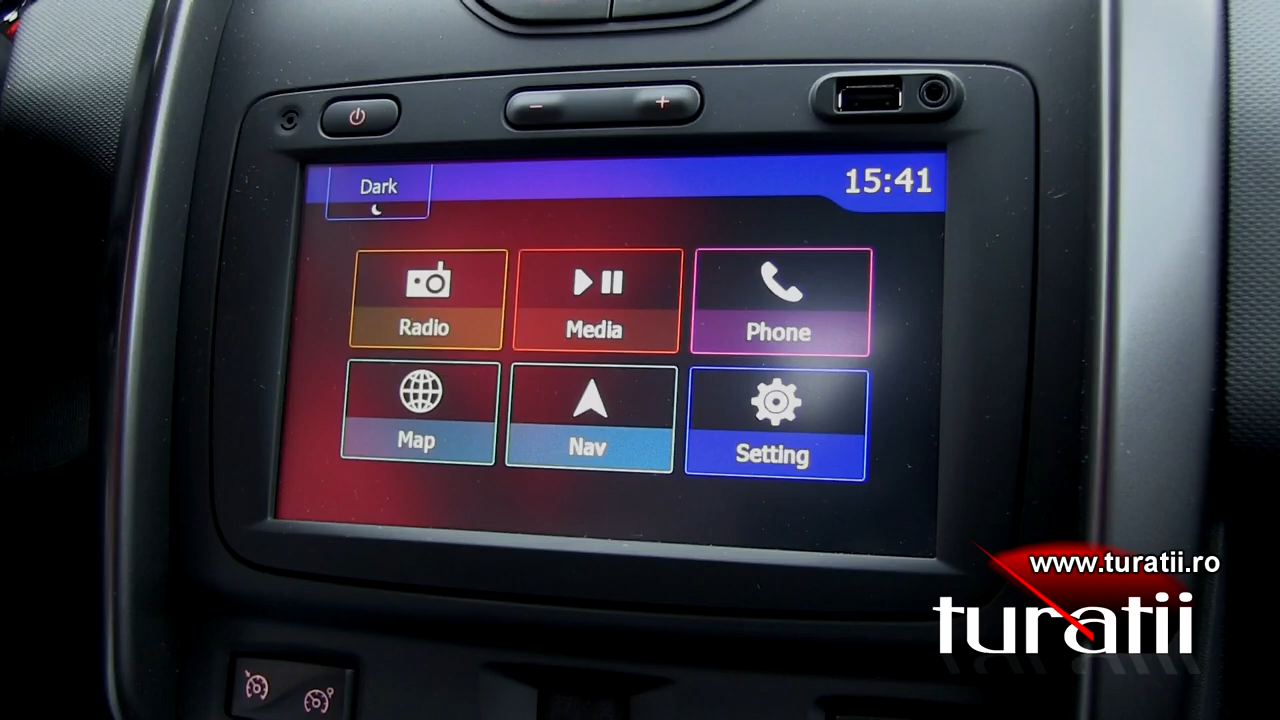 − +
Dark
15:41
Radio
Media
Phone
Map
Nav
Setting
www.turatii.ro
turatii